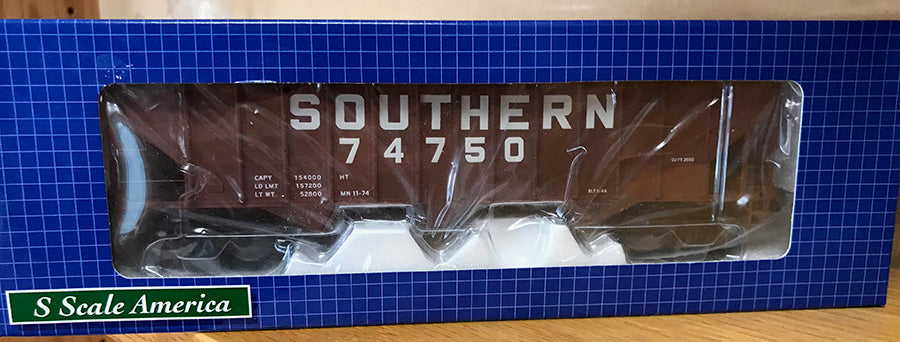 SOUTHERN
74750
CAPY 154000 HT
LD LMT 157200
LT WT. 52800 MN 11-74
S Scale America